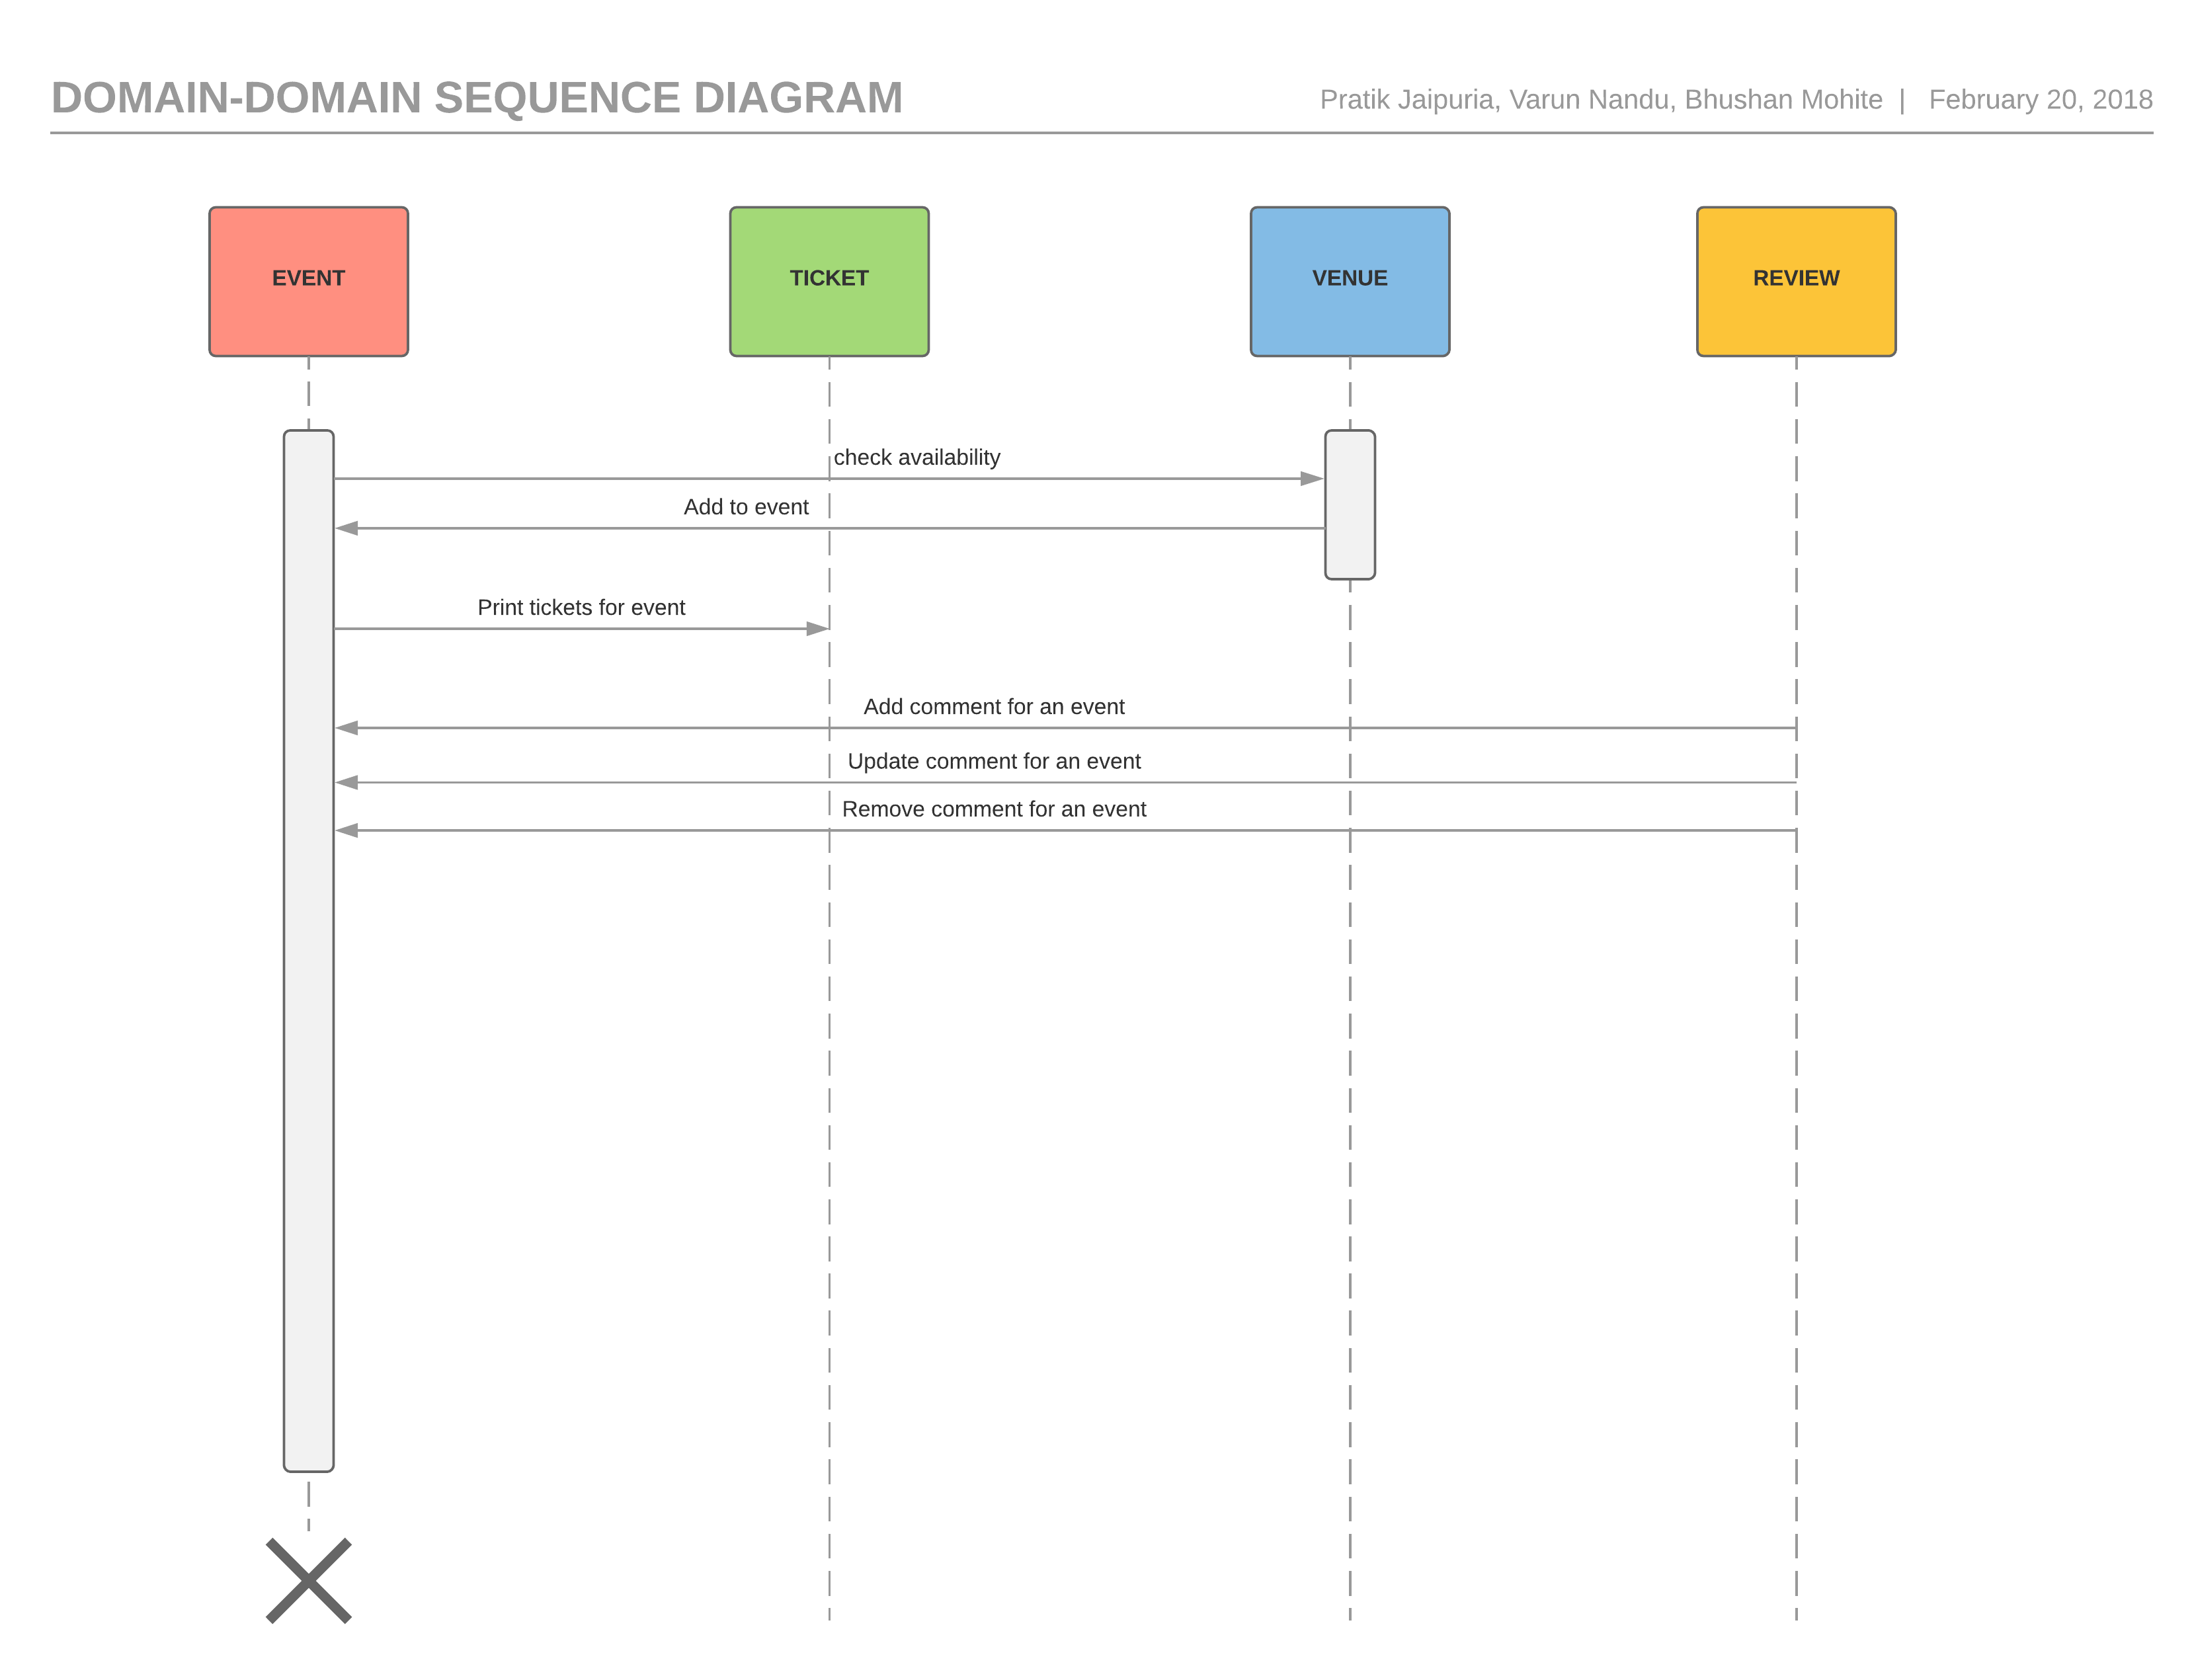 DOMAIN-DOMAIN SEQUENCE DIAGRAM
Pratik Jaipuria, Varun Nandu, Bhushan Mohite | February 20, 2018
EVENT
TICKET
VENUE
REVIEW
check availability
Add to event
Print tickets for event
Add comment for an event
Update comment for an event
Remove comment for an event